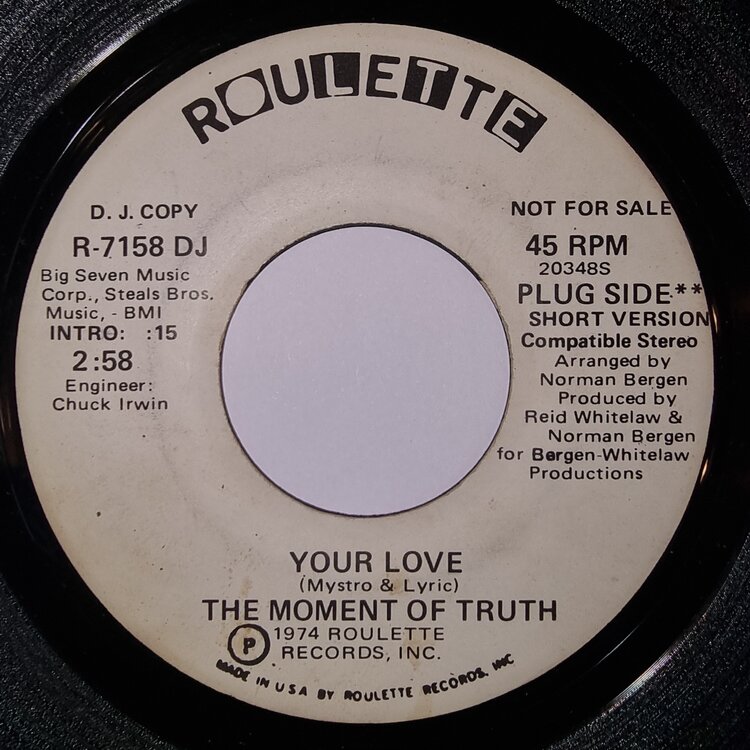 ROULETTE
D. J. COPY
R-7158 DJ
Big Seven Music
Corp., Steals Bros.
Music, - BMI
INTRO: :15
2:58
Engineer:
Chuck Irwin
NOT FOR SALE
45 RPM
20348S
PLUG SIDE**
SHORT VERSION
Compatible Stereo
Arranged by
Norman Bergen
Produced by
Reid Whitelaw &
Norman Bergen
for Bergen-Whitelaw
Productions
YOUR LOVE
(Mystro & Lyric)
THE MOMENT OF TRUTH
Ⓟ 1974 ROULETTE
RECORDS, INC.
MADE IN U S A BY ROULETTE RECORDS, INC